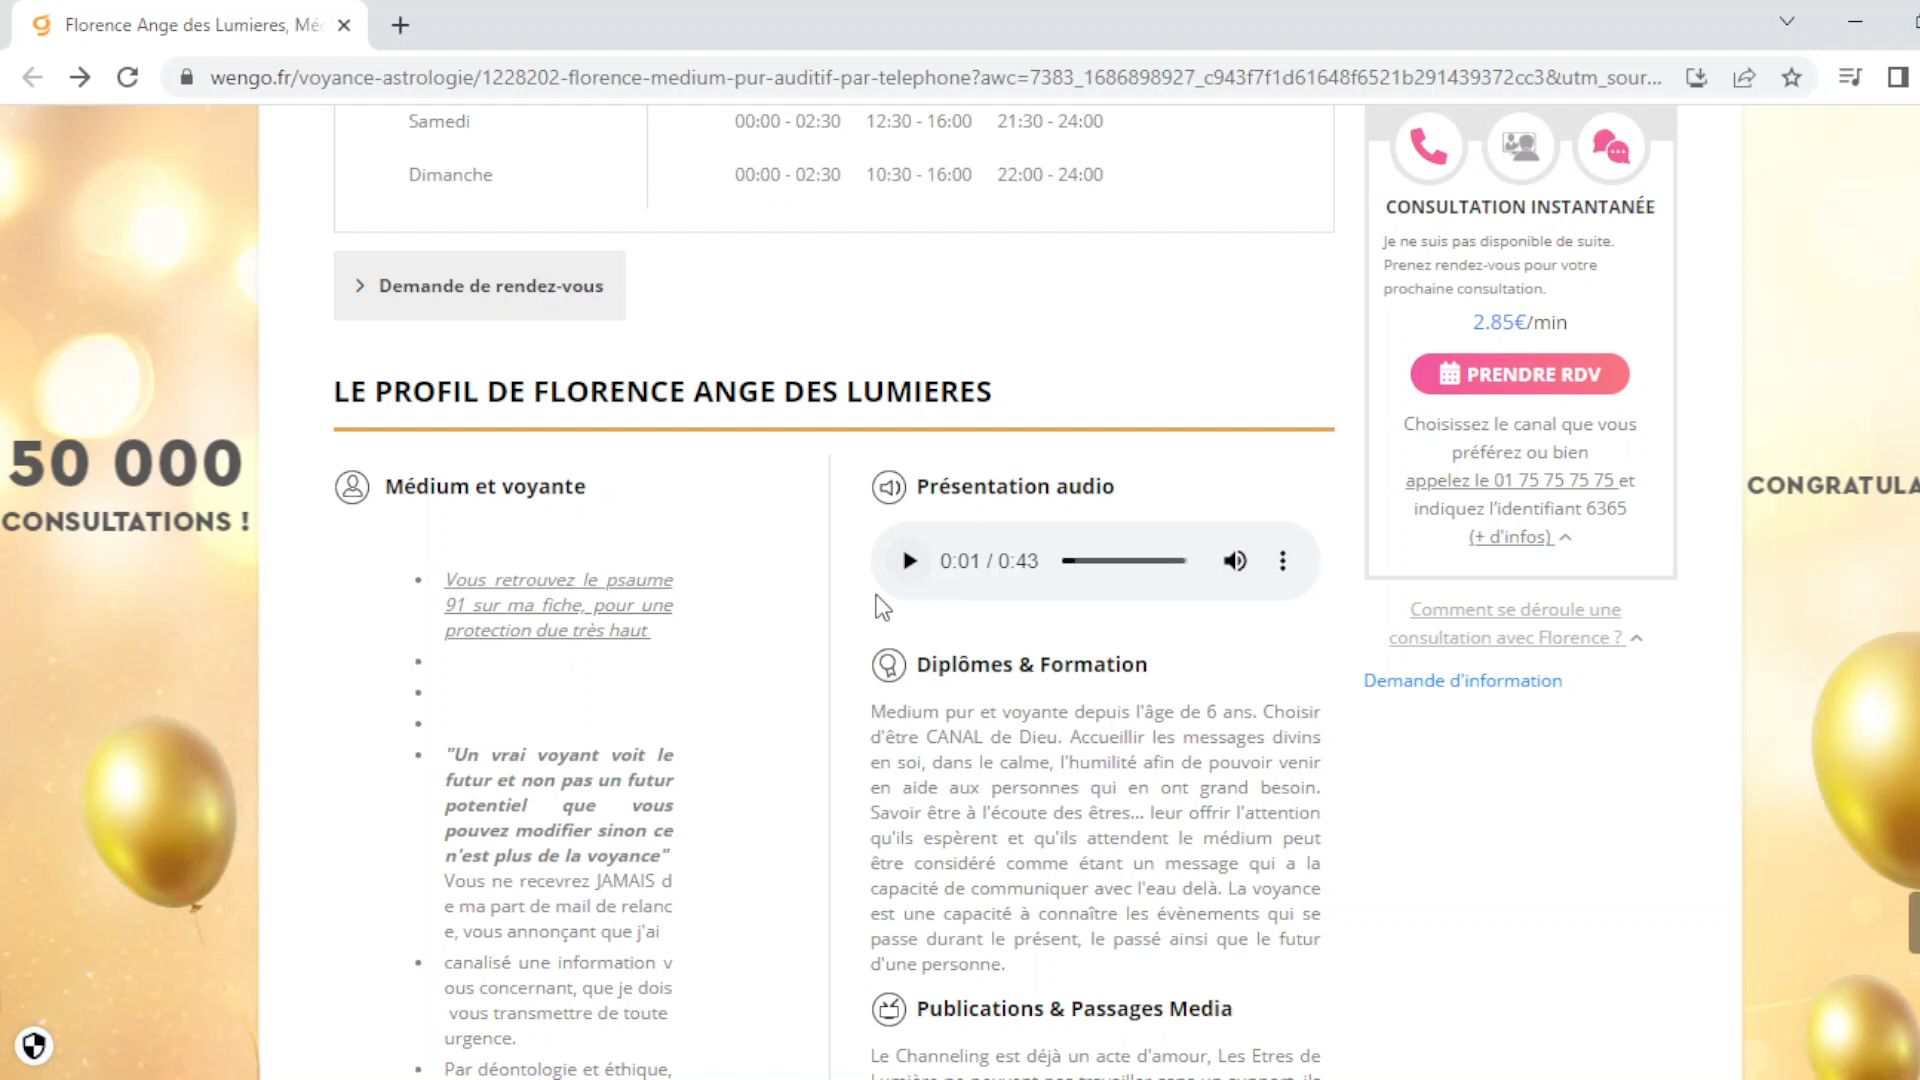 Florence Ange des Lumieres, Méd
wengo.fr/voyance-astrologie/1228202-florence-medium-pur-auditif-par-telephone?awc=7383_1686898927_c943f7f1d61648f6521b291439372cc3&utm_sour...
Samedi 00:00 - 02:30 12:30 - 16:00 21:30 - 24:00
Dimanche 00:00 - 02:30 10:30 - 16:00 22:00 - 24:00
Demande de rendez-vous
LE PROFIL DE FLORENCE ANGE DES LUMIERES
Médium et voyante
Vous retrouvez le psaume
91 sur ma fiche, pour une
protection due très haut
"Un vrai voyant voit le
futur et non pas un futur
potentiel que vous
pouvez modifier sinon ce
n'est plus de la voyance"
Vous ne recevrez JAMAIS d
e ma part de mail de relanc
e, vous annonçant que j'ai
canalisé une information v
ous concernant, que je dois
vous transmettre de toute
urgence.
Par déontologie et éthique,
Présentation audio
0:01 / 0:43
Diplômes & Formation
Medium pur et voyante depuis l'âge de 6 ans. Choisir
d'être CANAL de Dieu. Accueillir les messages divins
en soi, dans le calme, l'humilité afin de pouvoir venir
en aide aux personnes qui en ont grand besoin.
Savoir être à l'écoute des êtres... leur offrir l'attention
qu'ils espèrent et qu'ils attendent le médium peut
être considéré comme étant un message qui a la
capacité de communiquer avec l'eau delà. La voyance
est une capacité à connaître les évènements qui se
passe durant le présent, le passé ainsi que le futur
d'une personne.
Publications & Passages Media
Le Channeling est déjà un acte d'amour, Les Etres de
Lumière ne peuvent pas travailler sans un support, ils
CONSULTATION INSTANTANÉE
Je ne suis pas disponible de suite.
Prenez rendez-vous pour votre
prochaine consultation.
2.85€/min
PRENDRE RDV
Choisissez le canal que vous
préférez ou bien
appelez le 01 75 75 75 75 et
indiquez l'identifiant 6365
(+ d'infos)
Comment se déroule une
consultation avec Florence ?
Demande d'information
50 000
CONSULTATIONS !
CONGRATULA